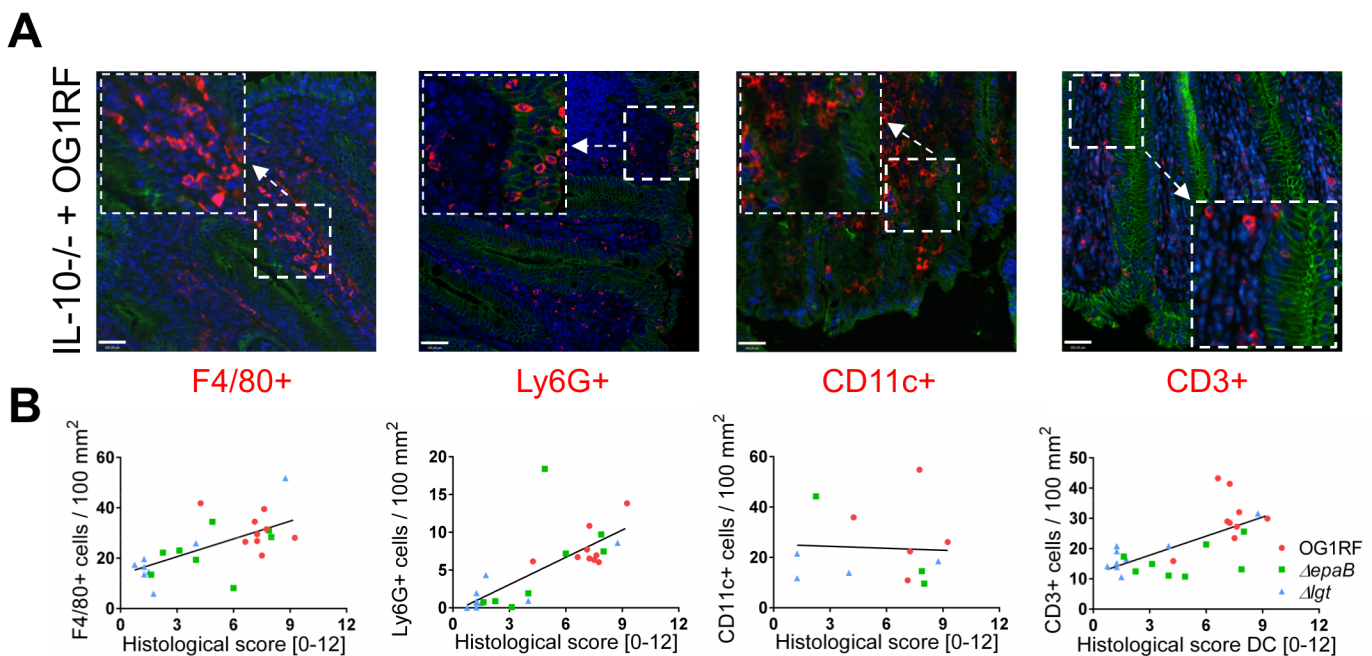 A
IL-10-/- + OG1RF
F4/80+
Ly6G+
CD11c+
CD3+
B
F4/80+ cells / 100 mm²
60
40
20
0
0
3
6
9
12
Histological score [0-12]
Ly6G+ cells / 100 mm²
20
15
10
5
0
0
3
6
9
12
Histological score [0-12]
CD11c+ cells / 100 mm²
60
40
20
0
0
3
6
9
12
Histological score [0-12]
CD3+ cells / 100 mm²
50
40
30
20
10
0
0
3
6
9
12
Histological score DC [0-12]
OG1RF
ΔepaB
Δlgt